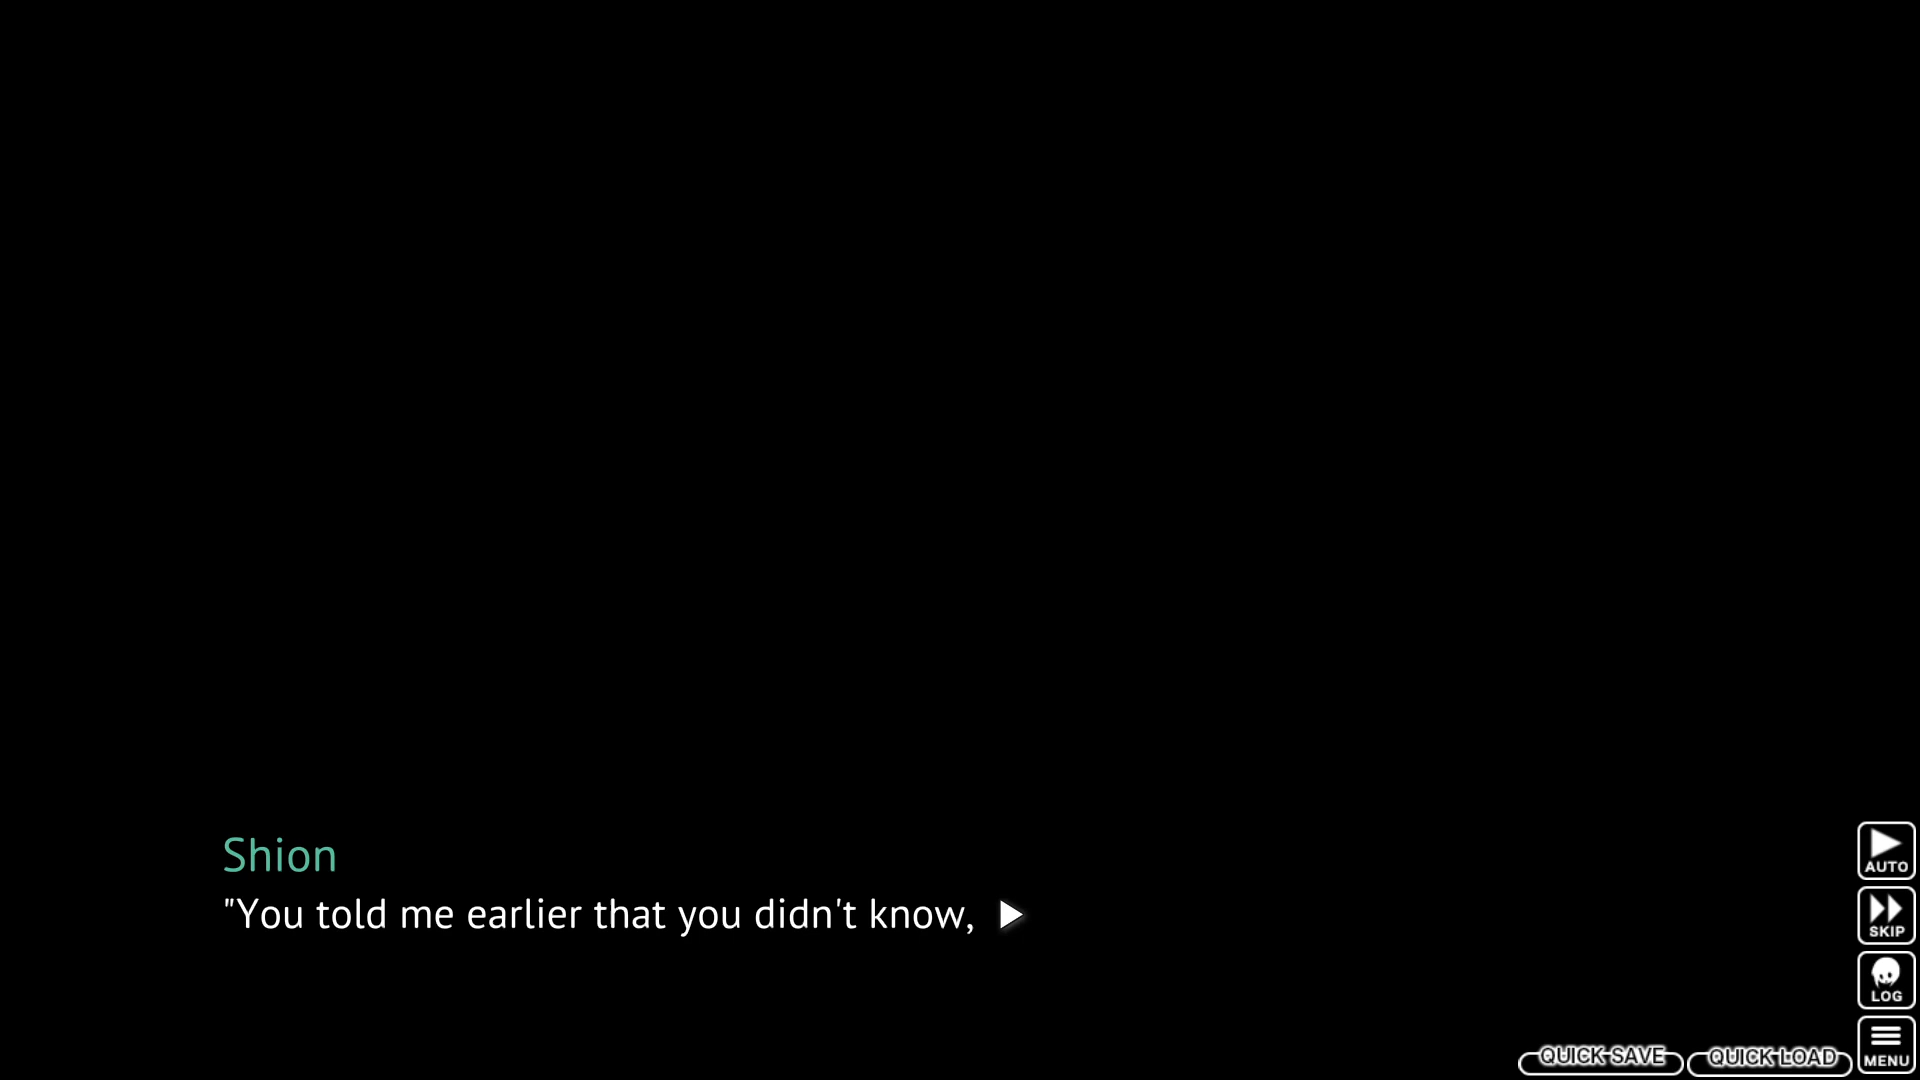 Shion
"You told me earlier that you didn't know,
AUTO
SKIP
LOG
MENU
QUICK SAVE
QUICK LOAD